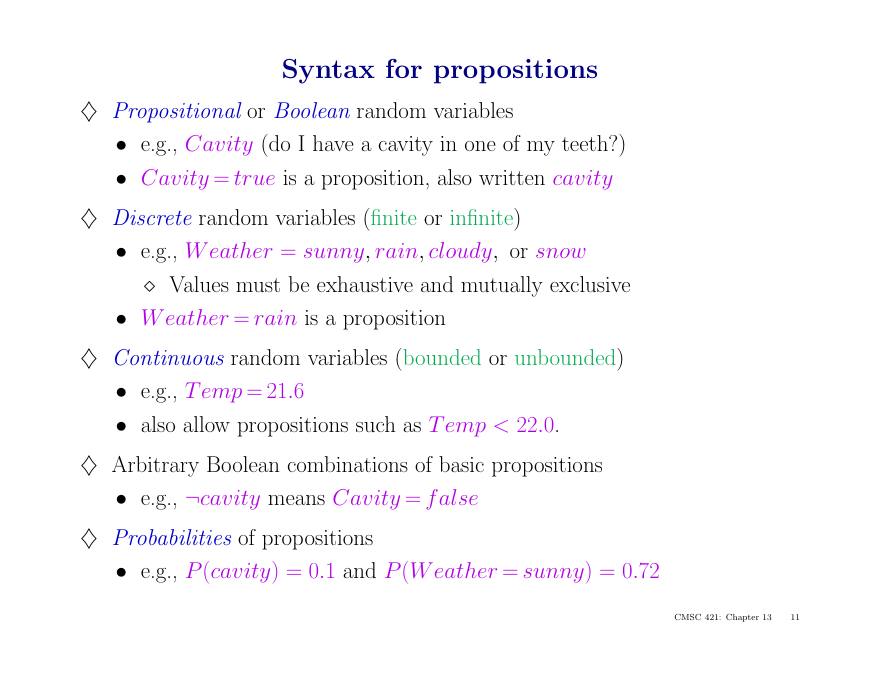 Syntax for propositions
♢ Propositional or Boolean random variables
• e.g., Cavity (do I have a cavity in one of my teeth?)
• Cavity = true is a proposition, also written cavity
♢ Discrete random variables (finite or infinite)
• e.g., Weather = sunny, rain, cloudy, or snow
⋄ Values must be exhaustive and mutually exclusive
• Weather = rain is a proposition
♢ Continuous random variables (bounded or unbounded)
• e.g., Temp = 21.6
• also allow propositions such as Temp < 22.0.
♢ Arbitrary Boolean combinations of basic propositions
• e.g., ¬cavity means Cavity = false
♢ Probabilities of propositions
• e.g., P(cavity) = 0.1 and P(Weather = sunny) = 0.72
CMSC 421: Chapter 13 11